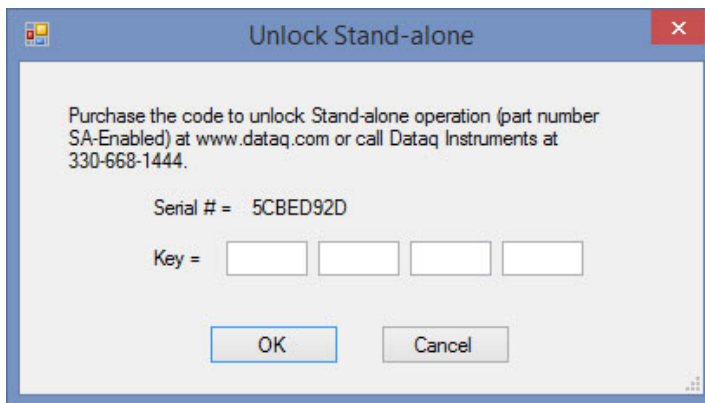 Unlock Stand-alone
Purchase the code to unlock Stand-alone operation (part number
SA-Enabled) at www.dataq.com or call Dataq Instruments at
330-668-1444.
Serial # = 5CBED92D
Key =
OK Cancel